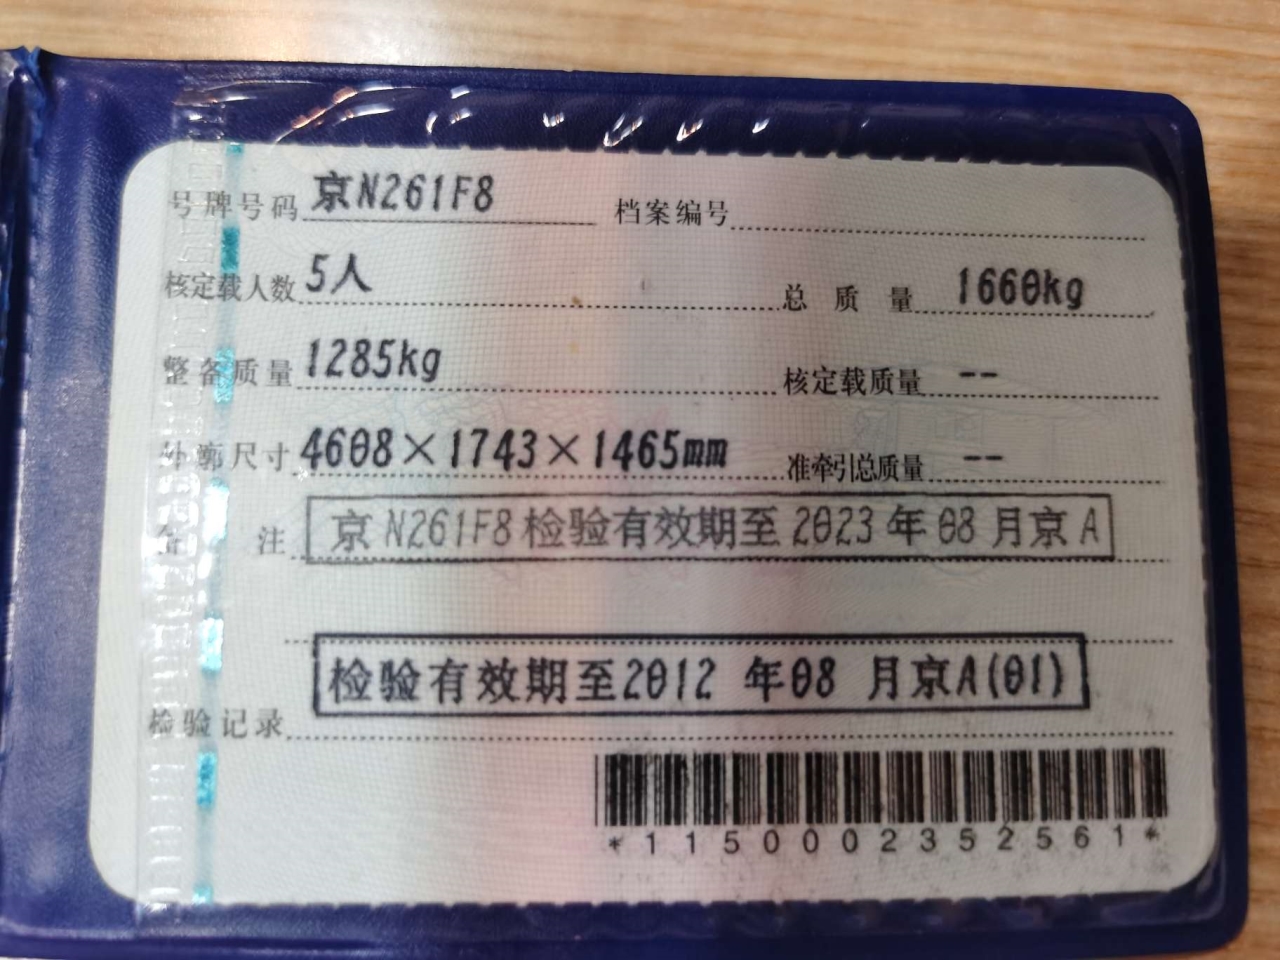 号牌号码 京N261F8 档案编号
核定载人数 5人 总质量 1660kg
整备质量 1285kg 核定载质量 --
外廓尺寸 4608×1743×1465mm 准牵引总质量 --
备注 京N261F8检验有效期至2023年08月京A
检验有效期至2012年08月京A(01)
检验记录
*1150002352561*